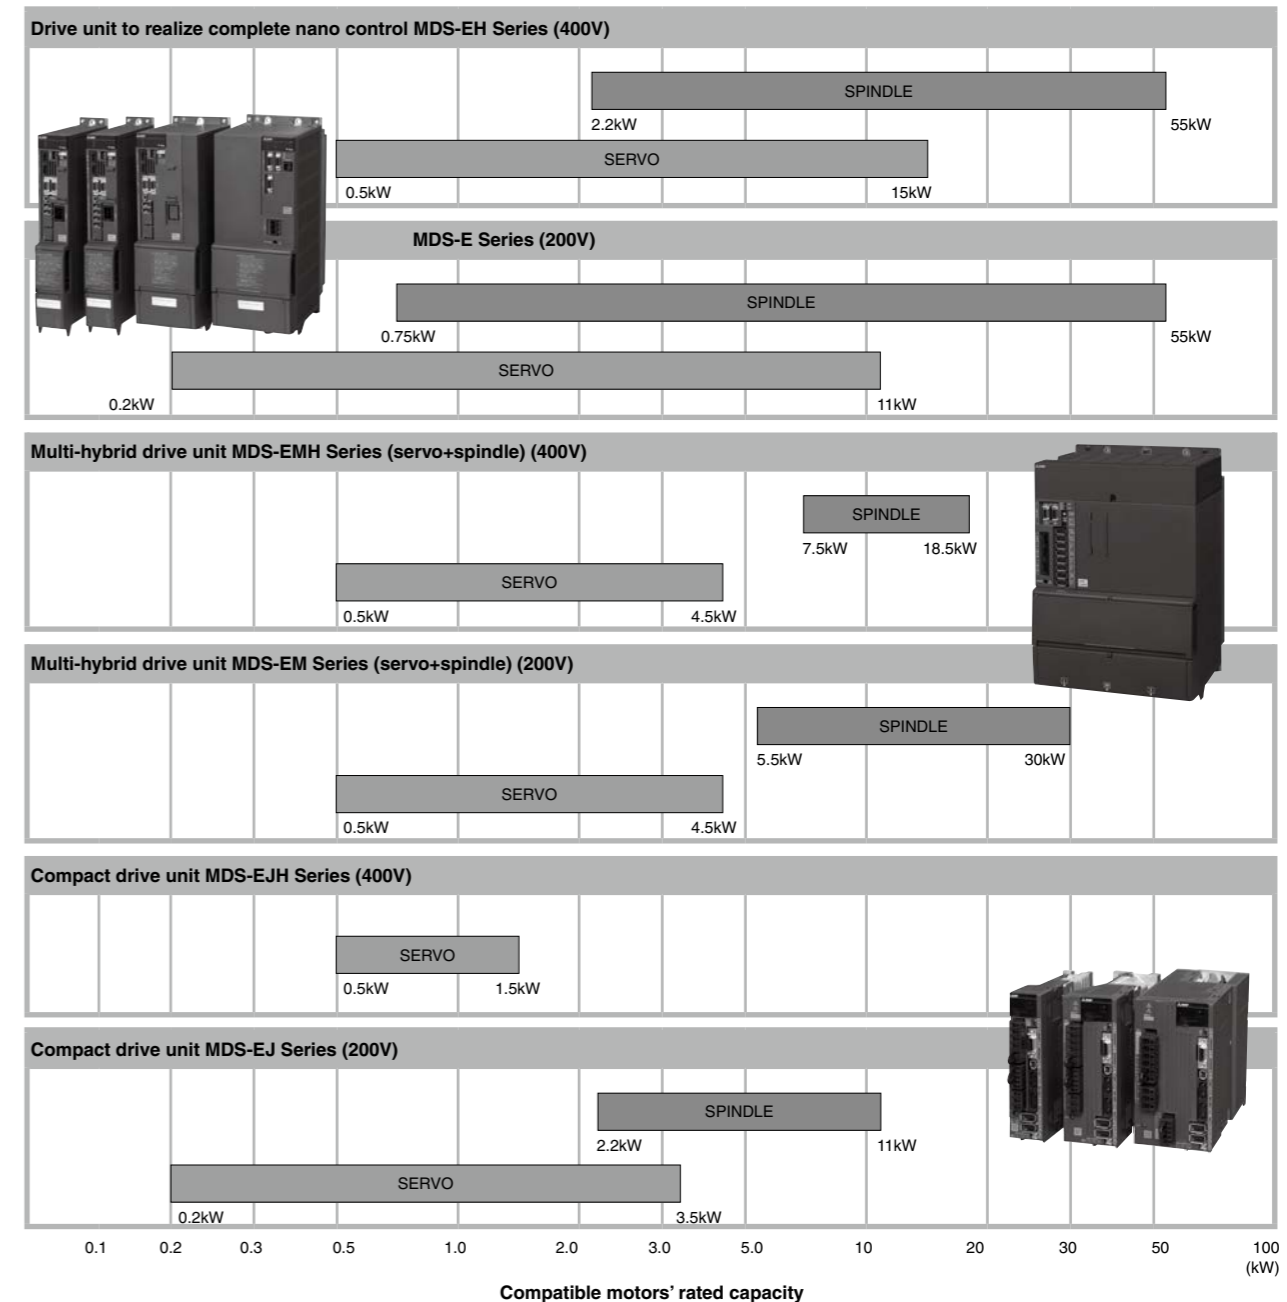 Drive unit to realize complete nano control MDS-EH Series (400V)
SPINDLE
2.2kW 55kW
SERVO
0.5kW 15kW
MDS-E Series (200V)
SPINDLE
0.75kW 55kW
SERVO
0.2kW 11kW
Multi-hybrid drive unit MDS-EMH Series (servo+spindle) (400V)
SPINDLE
7.5kW 18.5kW
SERVO
0.5kW 4.5kW
Multi-hybrid drive unit MDS-EM Series (servo+spindle) (200V)
SPINDLE
5.5kW 30kW
SERVO
0.5kW 4.5kW
Compact drive unit MDS-EJH Series (400V)
SERVO
0.5kW 1.5kW
Compact drive unit MDS-EJ Series (200V)
SPINDLE
2.2kW 11kW
SERVO
0.2kW 3.5kW
0.1 0.2 0.3 0.5 1.0 2.0 3.0 5.0 10 20 30 50 100
(kW)
Compatible motors' rated capacity